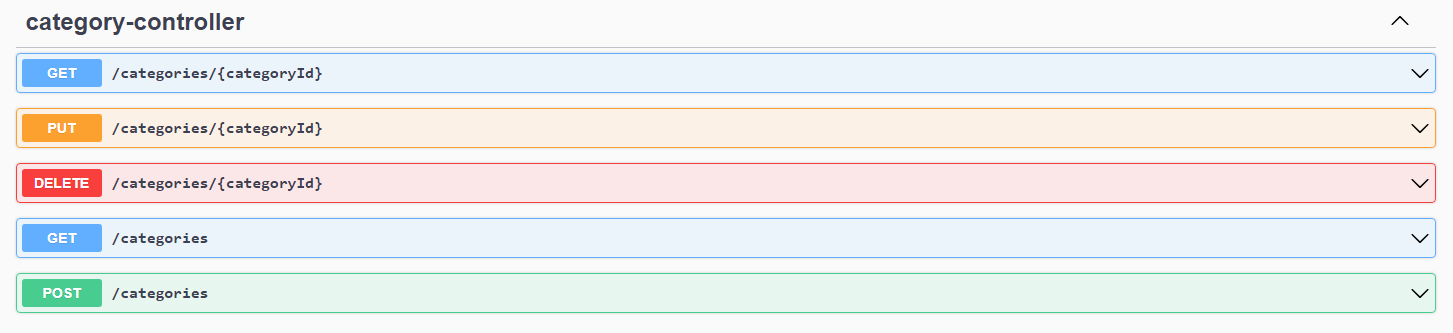 category-controller
GET /categories/{categoryId}
PUT /categories/{categoryId}
DELETE /categories/{categoryId}
GET /categories
POST /categories